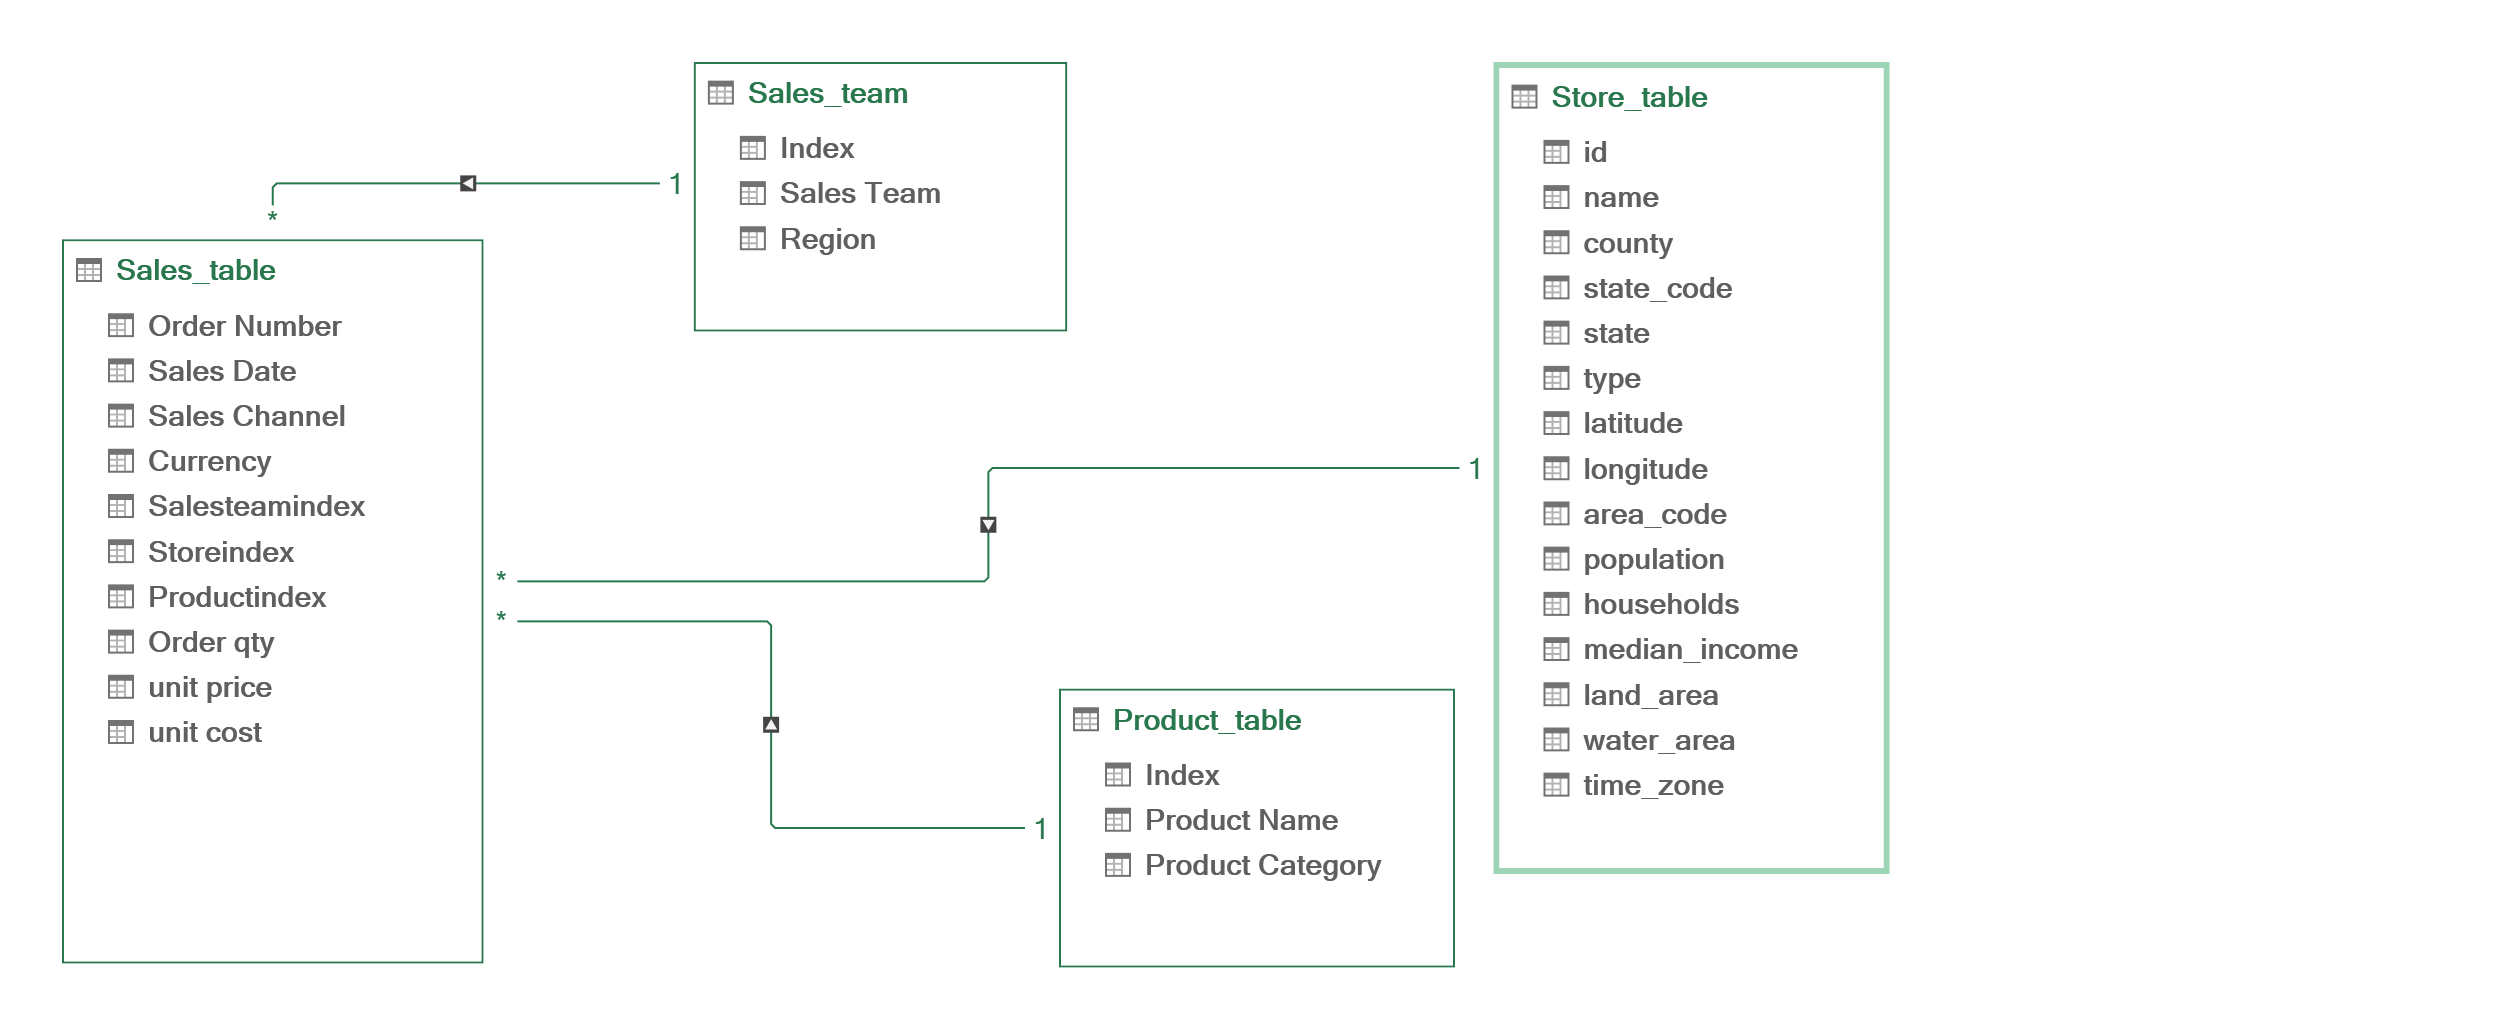 Sales_team
Index
Sales Team
Region
1
*
Sales_table
Order Number
Sales Date
Sales Channel
Currency
Salesteamindex
Storeindex
Productindex
Order qty
unit price
unit cost
*
*
1
1
Product_table
Index
Product Name
Product Category
Store_table
id
name
county
state_code
state
type
latitude
longitude
area_code
population
households
median_income
land_area
water_area
time_zone